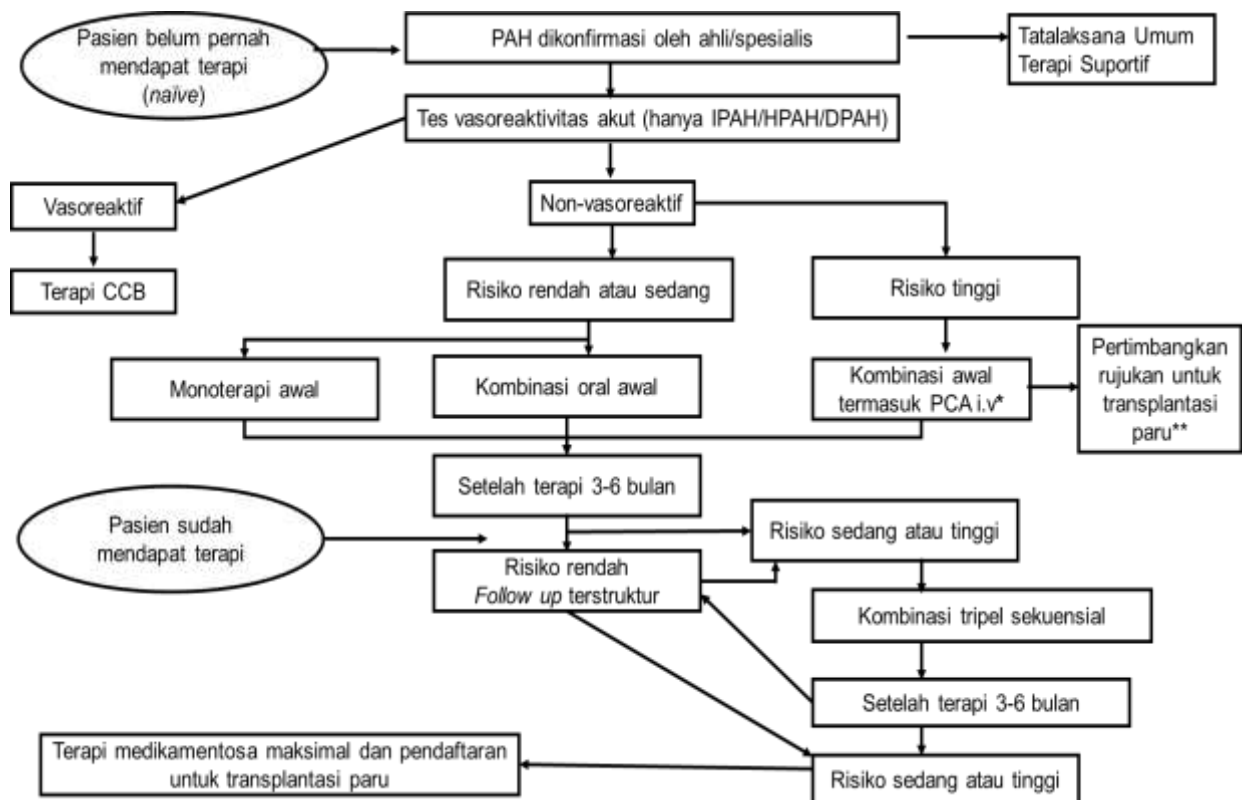 Pasien belum pernah
mendapat terapi
(naïve)
PAH dikonfirmasi oleh ahli/spesialis
Tatalaksana Umum
Terapi Suportif
Tes vasoreaktivitas akut (hanya IPAH/HPAH/DPAH)
Vasoreaktif
Non-vasoreaktif
Terapi CCB
Risiko rendah atau sedang
Risiko tinggi
Monoterapi awal
Kombinasi oral awal
Kombinasi awal
termasuk PCA i.v*
Pertimbangkan
rujukan untuk
transplantasi
paru**
Setelah terapi 3-6 bulan
Pasien sudah
mendapat terapi
Risiko sedang atau tinggi
Risiko rendah
Follow up terstruktur
Kombinasi tripel sekuensial
Setelah terapi 3-6 bulan
Terapi medikamentosa maksimal dan pendaftaran
untuk transplantasi paru
Risiko sedang atau tinggi